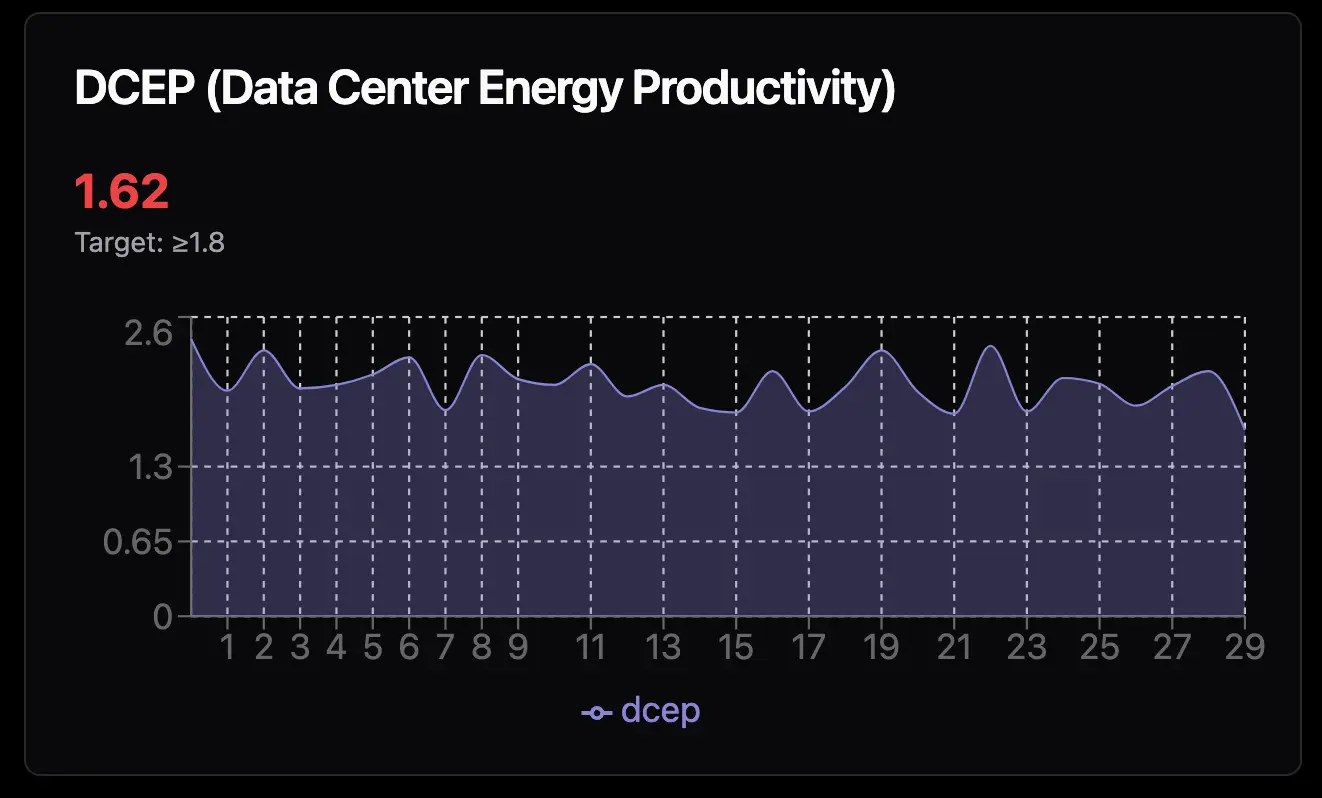 DCEP (Data Center Energy Productivity)
1.62
Target: ≥1.8
2.6
1.3
0.65
0
1 2 3 4 5 6 7 8 9 11 13 15 17 19 21 23 25 27 29
dcep